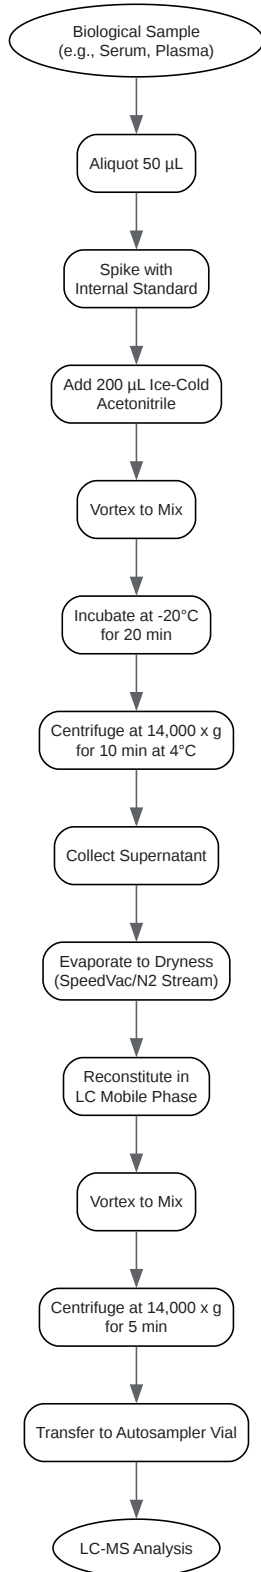 Biological Sample
(e.g., Serum, Plasma)
Aliquot 50 µL
Spike with
Internal Standard
Add 200 µL Ice-Cold
Acetonitrile
Vortex to Mix
Incubate at -20°C
for 20 min
Centrifuge at 14,000 x g
for 10 min at 4°C
Collect Supernatant
Evaporate to Dryness
(SpeedVac/N2 Stream)
Reconstitute in
LC Mobile Phase
Vortex to Mix
Centrifuge at 14,000 x g
for 5 min
Transfer to Autosampler Vial
LC-MS Analysis